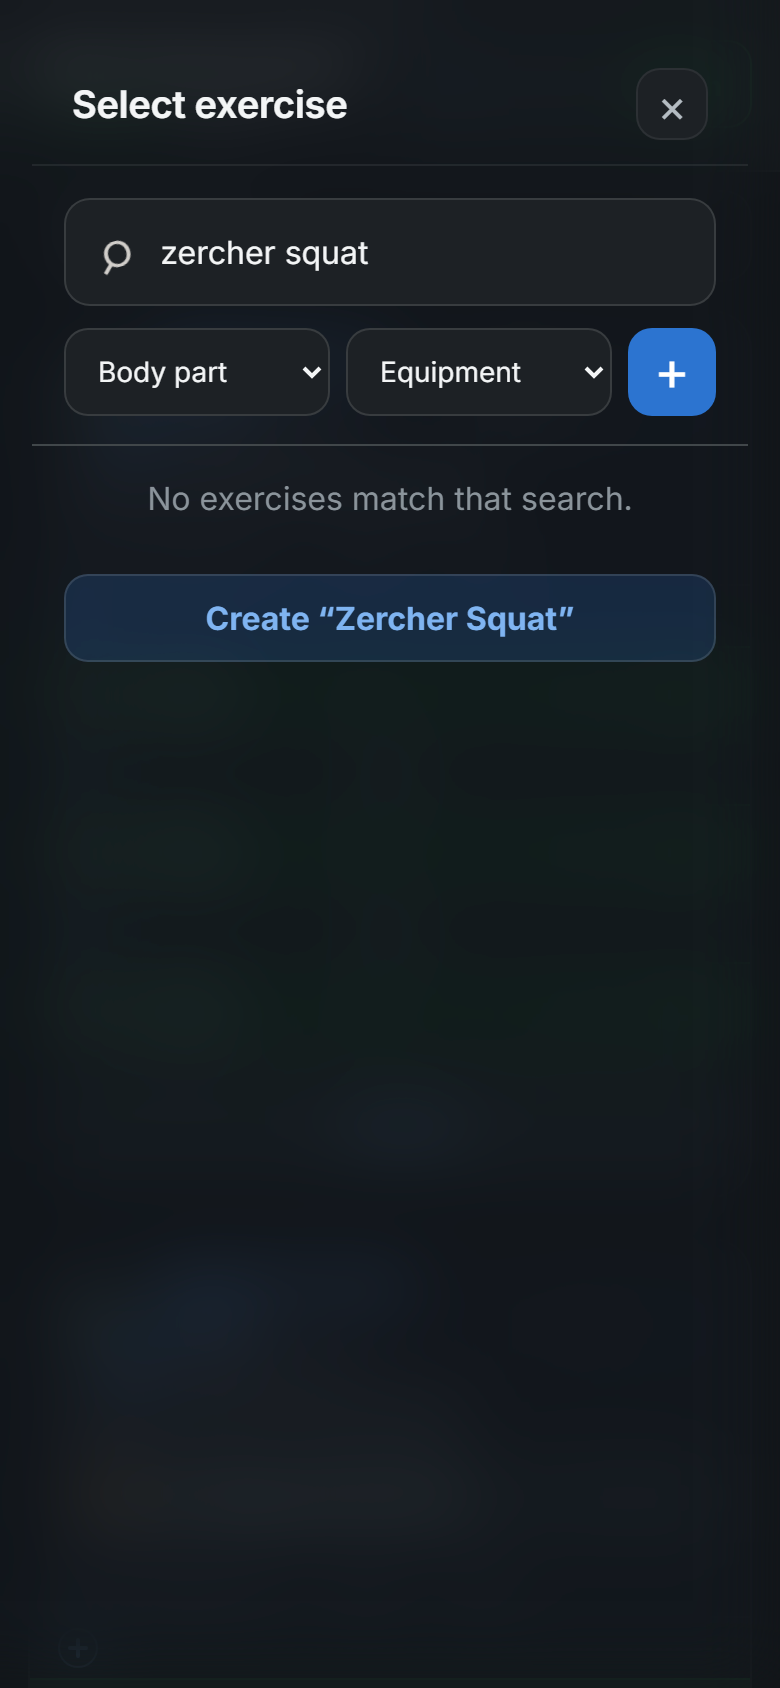 Select exercise
zercher squat
Body part
Equipment
No exercises match that search.
Create “Zercher Squat”